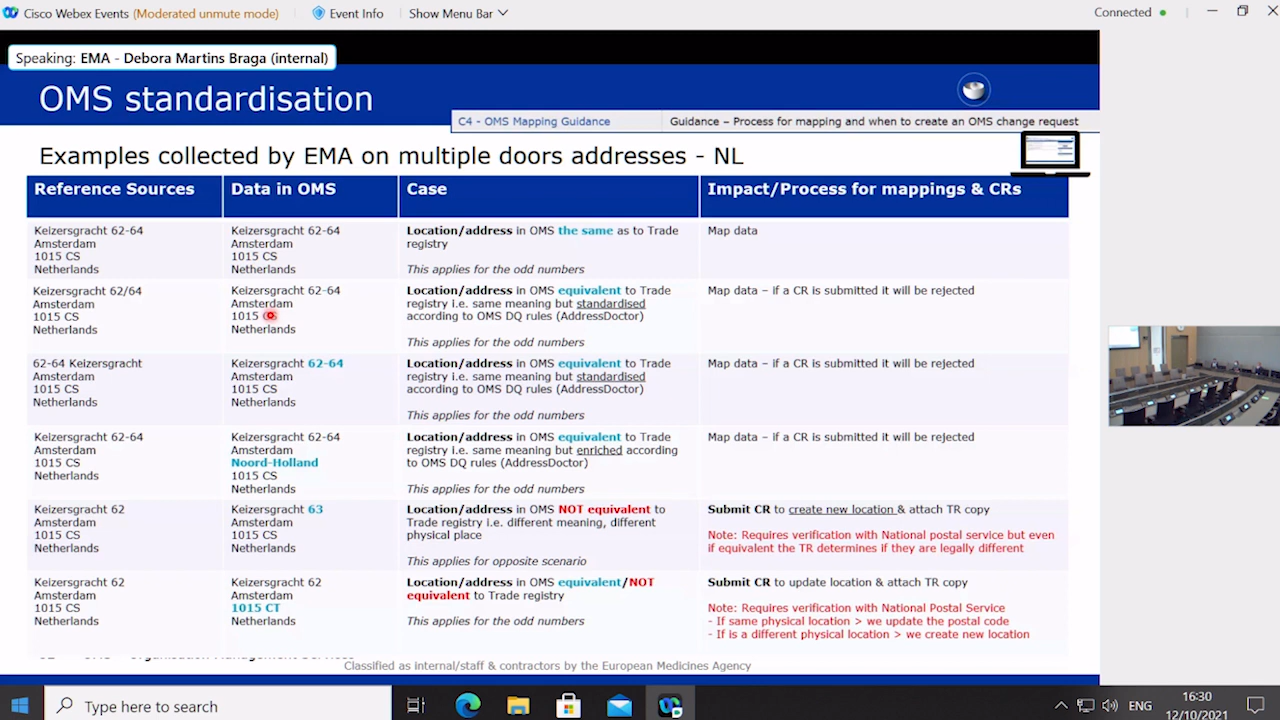 Cisco Webex Events (Moderated unmute mode) Event Info Show Menu Bar Connected
Speaking: EMA - Debora Martins Braga (internal)
OMS standardisation
C4 - OMS Mapping Guidance Guidance – Process for mapping and when to create an OMS change request
Examples collected by EMA on multiple doors addresses - NL
Reference Sources Data in OMS Case Impact/Process for mappings & CRs
Keizersgracht 62-64
Amsterdam
1015 CS
Netherlands
Keizersgracht 62-64
Amsterdam
1015 CS
Netherlands
Location/address in OMS the same as to Trade
registry
This applies for the odd numbers
Map data
Keizersgracht 62/64
Amsterdam
1015 CS
Netherlands
Keizersgracht 62-64
Amsterdam
1015
Netherlands
Location/address in OMS equivalent to Trade
registry i.e. same meaning but standardised
according to OMS DQ rules (AddressDoctor)
This applies for the odd numbers
Map data – if a CR is submitted it will be rejected
62-64 Keizersgracht
Amsterdam
1015 CS
Netherlands
Keizersgracht 62-64
Amsterdam
1015 CS
Netherlands
Location/address in OMS equivalent to Trade
registry i.e. same meaning but standardised
according to OMS DQ rules (AddressDoctor)
This applies for the odd numbers
Map data – if a CR is submitted it will be rejected
Keizersgracht 62-64
Amsterdam
1015 CS
Netherlands
Keizersgracht 62-64
Amsterdam
Noord-Holland
1015 CS
Netherlands
Location/address in OMS equivalent to Trade
registry i.e. same meaning but enriched according
to OMS DQ rules (AddressDoctor)
This applies for the odd numbers
Map data – if a CR is submitted it will be rejected
Keizersgracht 62
Amsterdam
1015 CS
Netherlands
Keizersgracht 63
Amsterdam
1015 CS
Netherlands
Location/address in OMS NOT equivalent to
Trade registry i.e. different meaning, different
physical place
This applies for opposite scenario
Submit CR to create new location & attach TR copy
Note: Requires verification with National postal service but even
if equivalent the TR determines if they are legally different
Keizersgracht 62
Amsterdam
1015 CS
Netherlands
Keizersgracht 62
Amsterdam
1015 CT
Netherlands
Location/address in OMS equivalent/NOT
equivalent to Trade registry
This applies for the odd numbers
Submit CR to update location & attach TR copy
Note: Requires verification with National Postal Service
- If same physical location > we update the postal code
- If is a different physical location > we create new location
Classified as internal/staff & contractors by the European Medicines Agency
Type here to search
ENG
16:30
12/10/2021